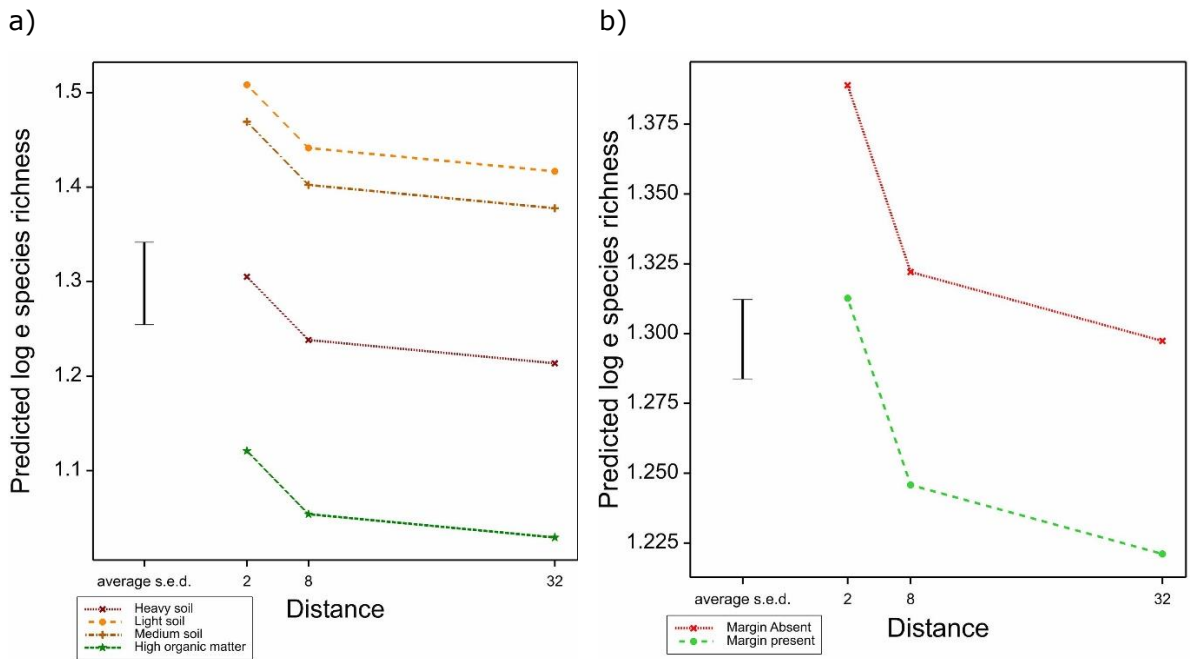 a)
Predicted log e species richness
1.5
1.4
1.3
1.2
1.1
average s.e.d.
2
8
32
Distance
Heavy soil
Light soil
Medium soil
High organic matter
b)
Predicted log e species richness
1.375
1.350
1.325
1.300
1.275
1.250
1.225
average s.e.d.
2
8
32
Distance
Margin Absent
Margin present